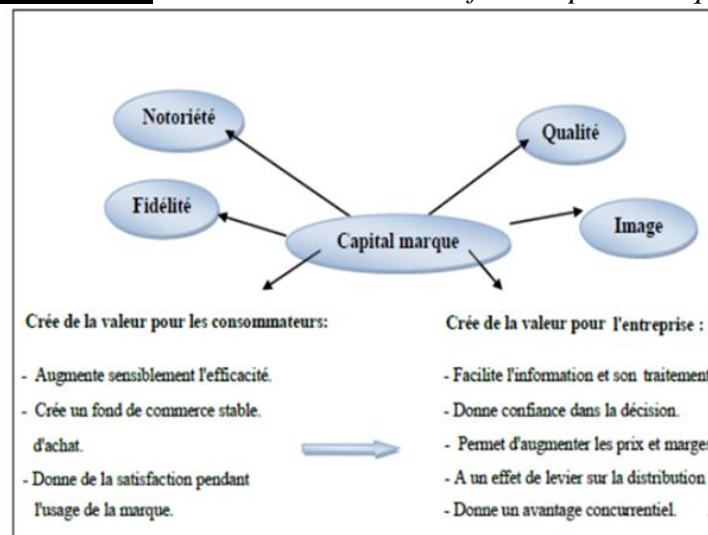 Notoriété
Qualité
Fidélité
Capital marque
Image
Crée de la valeur pour les consommateurs:
- Augmente sensiblement l'efficacité.
- Crée un fond de commerce stable.
d'achat.
- Donne de la satisfaction pendant
l'usage de la marque.
Crée de la valeur pour l'entreprise :
- Facilite l'information et son traitement
- Donne confiance dans la décision.
- Permet d'augmenter les prix et marges
- A un effet de levier sur la distribution
- Donne un avantage concurrentiel.